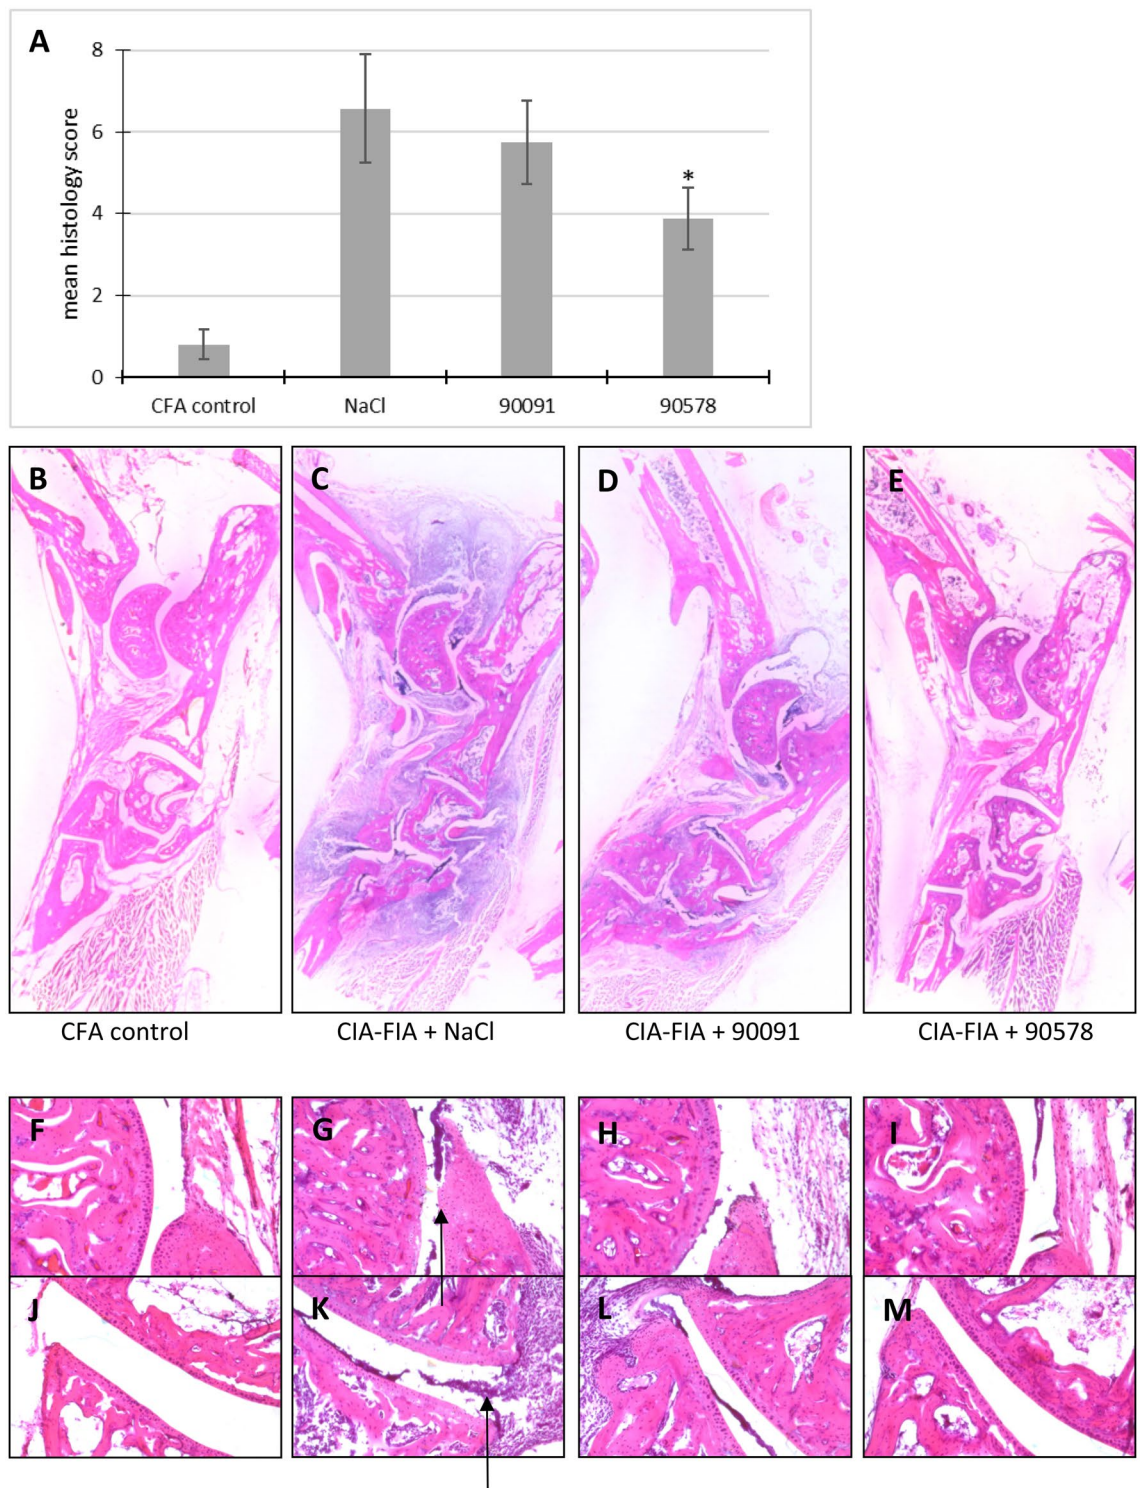 A
8
6
4
2
0
mean histology score
*
CFA control NaCl 90091 90578
B C D E
CFA control CIA-FIA + NaCl CIA-FIA + 90091 CIA-FIA + 90578
F G H I
J K L M